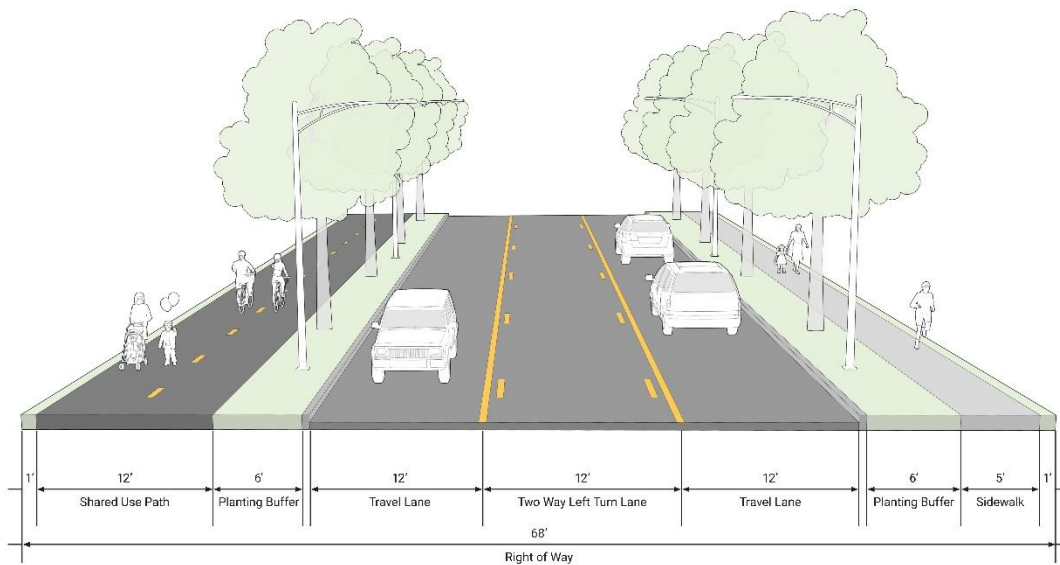 1’ 12’ 6’ 12’ 12’ 12’ 6’ 5’ 1’
Shared Use Path Planting Buffer Travel Lane Two Way Left Turn Lane Travel Lane Planting Buffer Sidewalk
68’
Right of Way